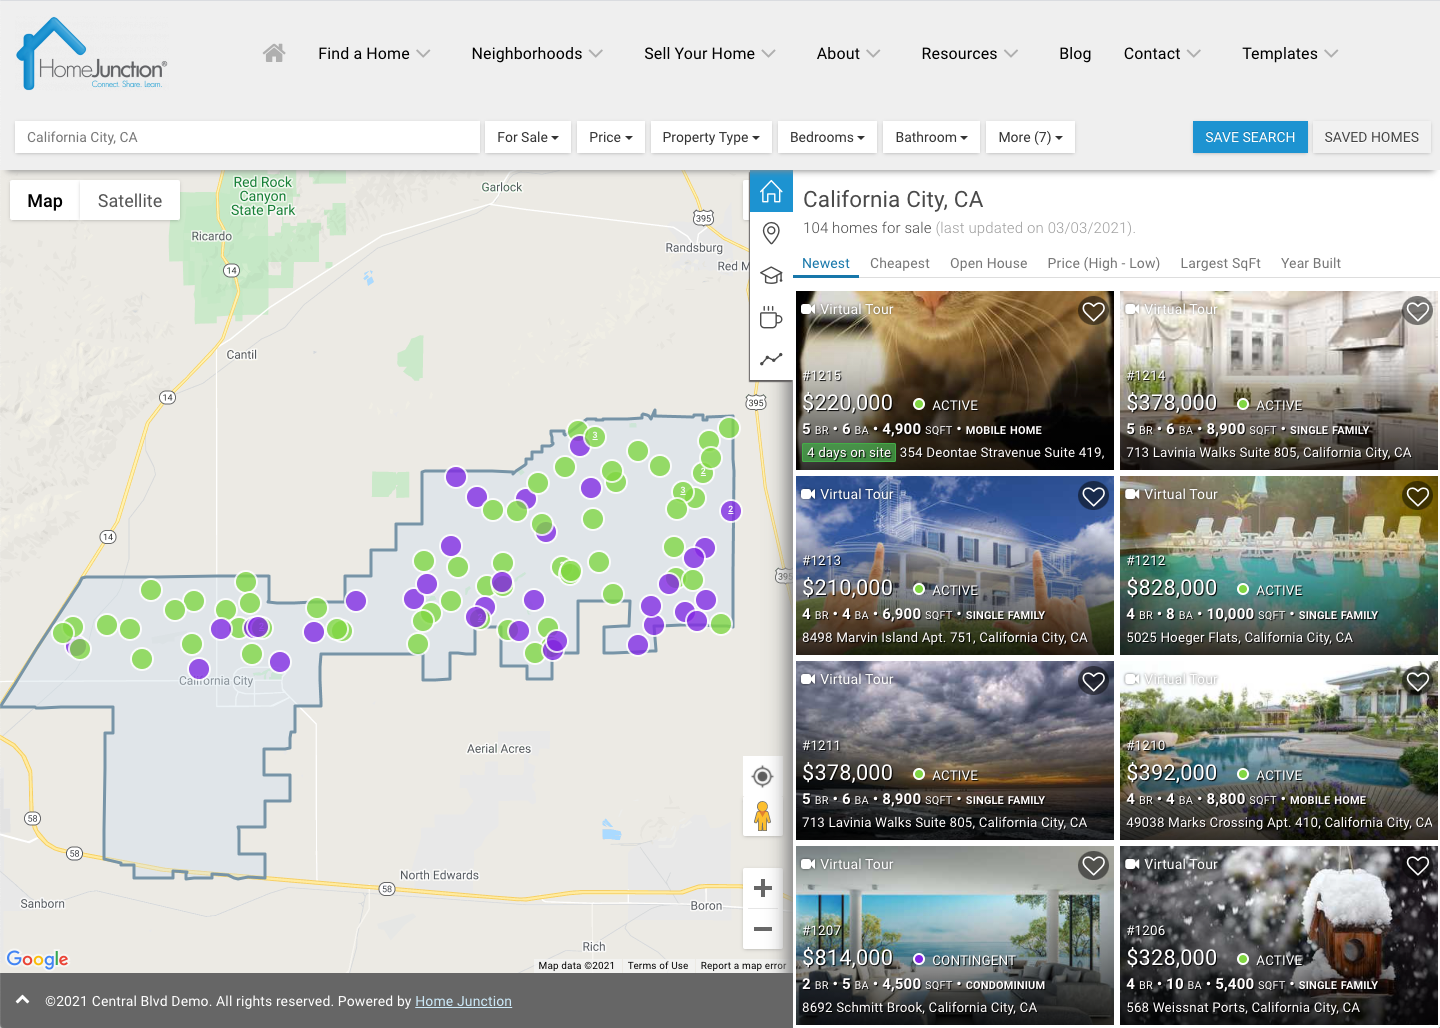 HomeJunction®
Connect. Share. Learn.
Find a Home
Neighborhoods
Sell Your Home
About
Resources
Blog
Contact
Templates
California City, CA
For Sale
Price
Property Type
Bedrooms
Bathroom
More (7)
SAVE SEARCH
SAVED HOMES
Map
Satellite
Red Rock
Canyon
State Park
Garlock
395
Ricardo
Randsburg
Red M
14
Cantil
14
395
3
2
3
2
14
395
California City
Aerial Acres
58
58
North Edwards
58
Sanborn
Boron
Rich
Google
Map data ©2021
Terms of Use
Report a map error
©2021 Central Blvd Demo. All rights reserved. Powered by Home Junction
California City, CA
104 homes for sale (last updated on 03/03/2021).
Newest
Cheapest
Open House
Price (High - Low)
Largest SqFt
Year Built
Virtual Tour
#1215
$220,000 ACTIVE
5 BR • 6 BA • 4,900 SQFT • MOBILE HOME
4 days on site 354 Deontae Stravenue Suite 419,
Virtual Tour
#1214
$378,000 ACTIVE
5 BR • 6 BA • 8,900 SQFT • SINGLE FAMILY
713 Lavinia Walks Suite 805, California City, CA
Virtual Tour
#1213
$210,000 ACTIVE
4 BR • 4 BA • 6,900 SQFT • SINGLE FAMILY
8498 Marvin Island Apt. 751, California City, CA
Virtual Tour
#1212
$828,000 ACTIVE
4 BR • 8 BA • 10,000 SQFT • SINGLE FAMILY
5025 Hoeger Flats, California City, CA
Virtual Tour
#1211
$378,000 ACTIVE
5 BR • 6 BA • 8,900 SQFT • SINGLE FAMILY
713 Lavinia Walks Suite 805, California City, CA
Virtual Tour
#1210
$392,000 ACTIVE
4 BR • 4 BA • 8,800 SQFT • MOBILE HOME
49038 Marks Crossing Apt. 410, California City, CA
Virtual Tour
#1207
$814,000 CONTINGENT
2 BR • 5 BA • 4,500 SQFT • CONDOMINIUM
8692 Schmitt Brook, California City, CA
Virtual Tour
#1206
$328,000 ACTIVE
4 BR • 10 BA • 5,400 SQFT • SINGLE FAMILY
568 Weissnat Ports, California City, CA